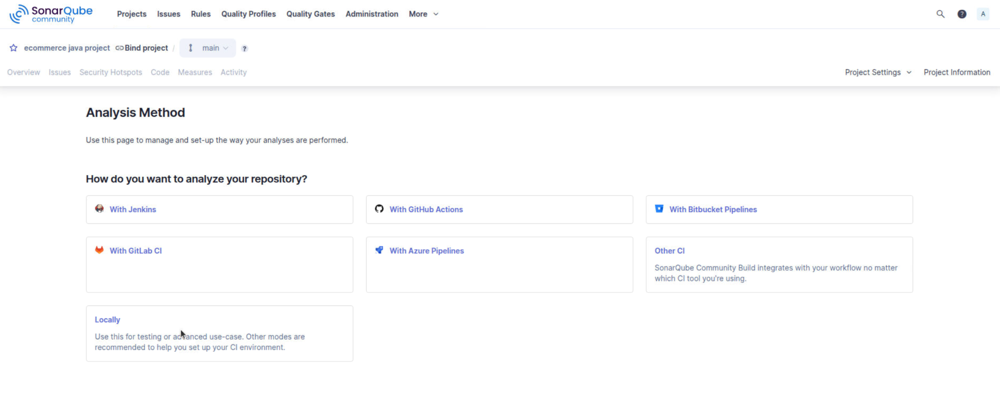 SonarQube
community
Projects Issues Rules Quality Profiles Quality Gates Administration More ? A
ecommerce java project Bind project / main ?
Overview Issues Security Hotspots Code Measures Activity Project Settings Project Information
Analysis Method
Use this page to manage and set-up the way your analyses are performed.
How do you want to analyze your repository?
With Jenkins
With GitHub Actions
With Bitbucket Pipelines
With GitLab CI
With Azure Pipelines
Other CI
SonarQube Community Build integrates with your workflow no matter
which CI tool you're using.
Locally
Use this for testing or advanced use-case. Other modes are
recommended to help you set up your CI environment.